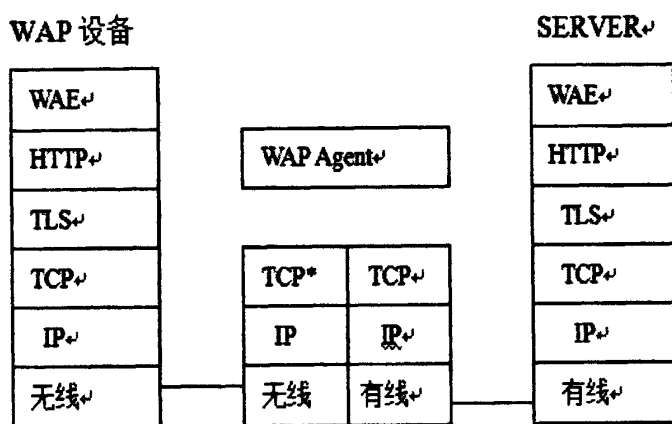 WAP 设备
SERVER↵
WAE↵
HTTP↵
TLS↵
TCP↵
IP↵
无线↵
WAP Agent↵
TCP* TCP↵
IP IP↵
无线 有线↵
WAE↵
HTTP↵
TLS↵
TCP↵
IP↵
有线↵